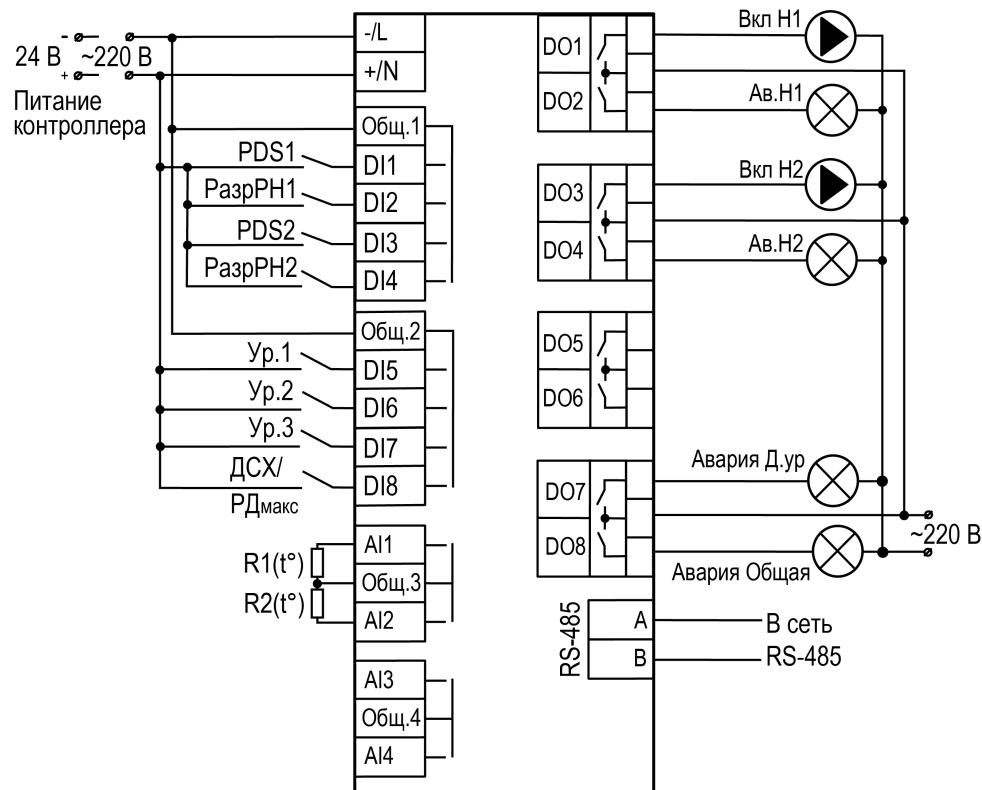 - 24 В + ~220 В
Питание
контроллера
PDS1
РазрРН1
PDS2
РазрРН2
Ур.1
Ур.2
Ур.3
ДСХ/
РДмакс
R1(t°)
R2(t°)
-/L
+/N
Общ.1
DI1
DI2
DI3
DI4
Общ.2
DI5
DI6
DI7
DI8
AI1
Общ.3
AI2
AI3
Общ.4
AI4
DO1
DO2
DO3
DO4
DO5
DO6
DO7
DO8
RS-485
A
B
Вкл Н1
Ав.Н1
Вкл Н2
Ав.Н2
Авария Д.ур
~220 В
Авария Общая
В сеть
RS-485